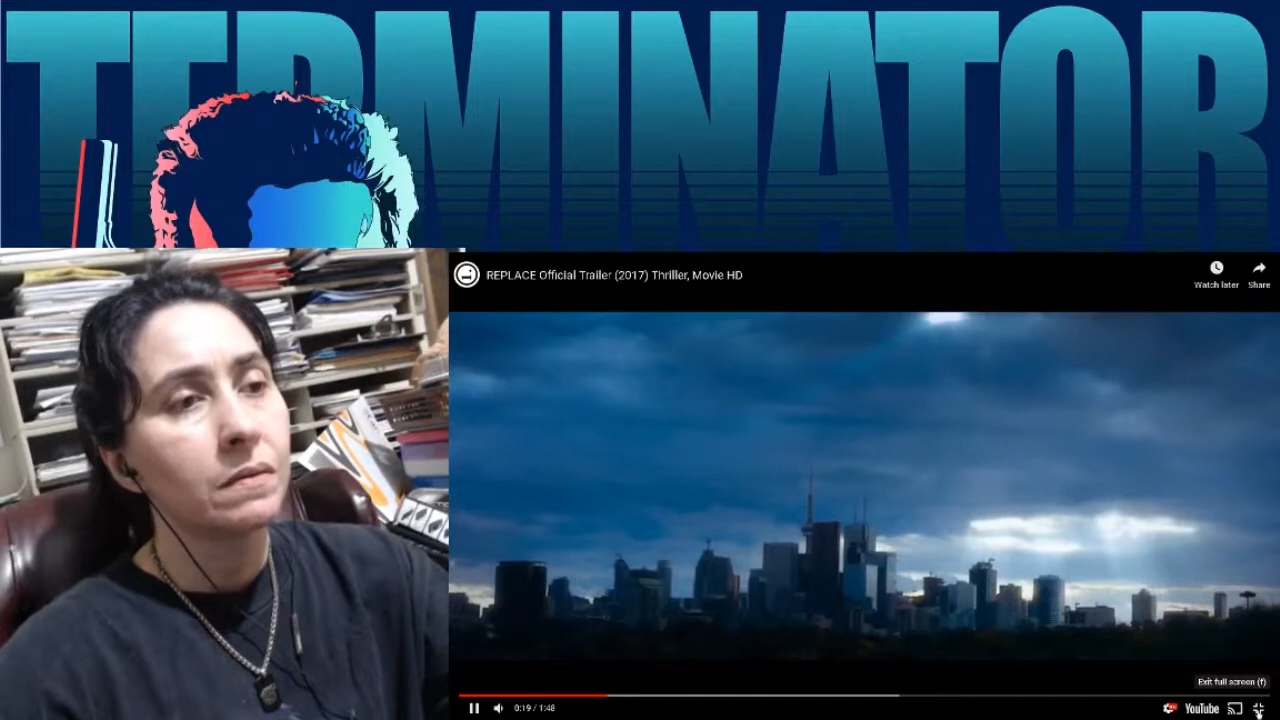 TERMINATOR
REPLACE Official Trailer (2017) Thriller, Movie HD
Watch later
Share
Exit full screen (f)
0:19 / 1:48
YouTube